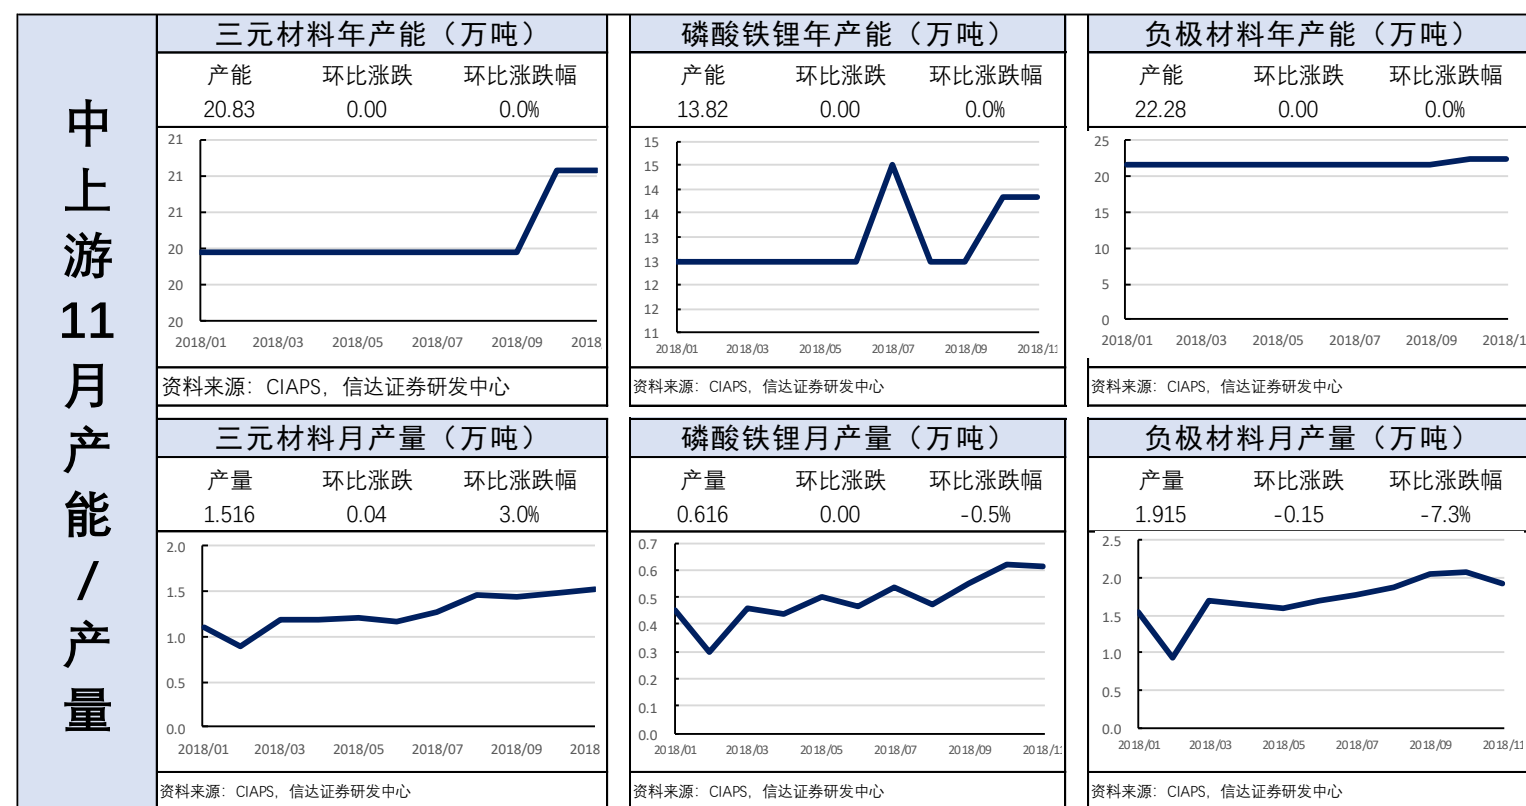 中
上
游
11
月
产
能
/
产
量
三元材料年产能（万吨）
产能 环比涨跌 环比涨跌幅
20.83 0.00 0.0%
21
21
21
20
20
20
2018/01 2018/03 2018/05 2018/07 2018/09 2018
资料来源：CIAPS，信达证券研发中心
磷酸铁锂年产能（万吨）
产能 环比涨跌 环比涨跌幅
13.82 0.00 0.0%
15
15
14
14
13
13
12
12
11
2018/01 2018/03 2018/05 2018/07 2018/09 2018/11
资料来源：CIAPS，信达证券研发中心
负极材料年产能（万吨）
产能 环比涨跌 环比涨跌幅
22.28 0.00 0.0%
25
20
15
10
5
0
2018/01 2018/03 2018/05 2018/07 2018/09 2018/1
资料来源：CIAPS，信达证券研发中心
三元材料月产量（万吨）
产量 环比涨跌 环比涨跌幅
1.516 0.04 3.0%
2.0
1.5
1.0
0.5
0.0
2018/01 2018/03 2018/05 2018/07 2018/09 2018
资料来源：CIAPS，信达证券研发中心
磷酸铁锂月产量（万吨）
产量 环比涨跌 环比涨跌幅
0.616 0.00 -0.5%
0.7
0.6
0.5
0.4
0.3
0.2
0.1
0.0
2018/01 2018/03 2018/05 2018/07 2018/09 2018/11
资料来源：CIAPS，信达证券研发中心
负极材料月产量（万吨）
产量 环比涨跌 环比涨跌幅
1.915 -0.15 -7.3%
2.5
2.0
1.5
1.0
0.5
0.0
2018/01 2018/03 2018/05 2018/07 2018/09 2018/11
资料来源：CIAPS，信达证券研发中心